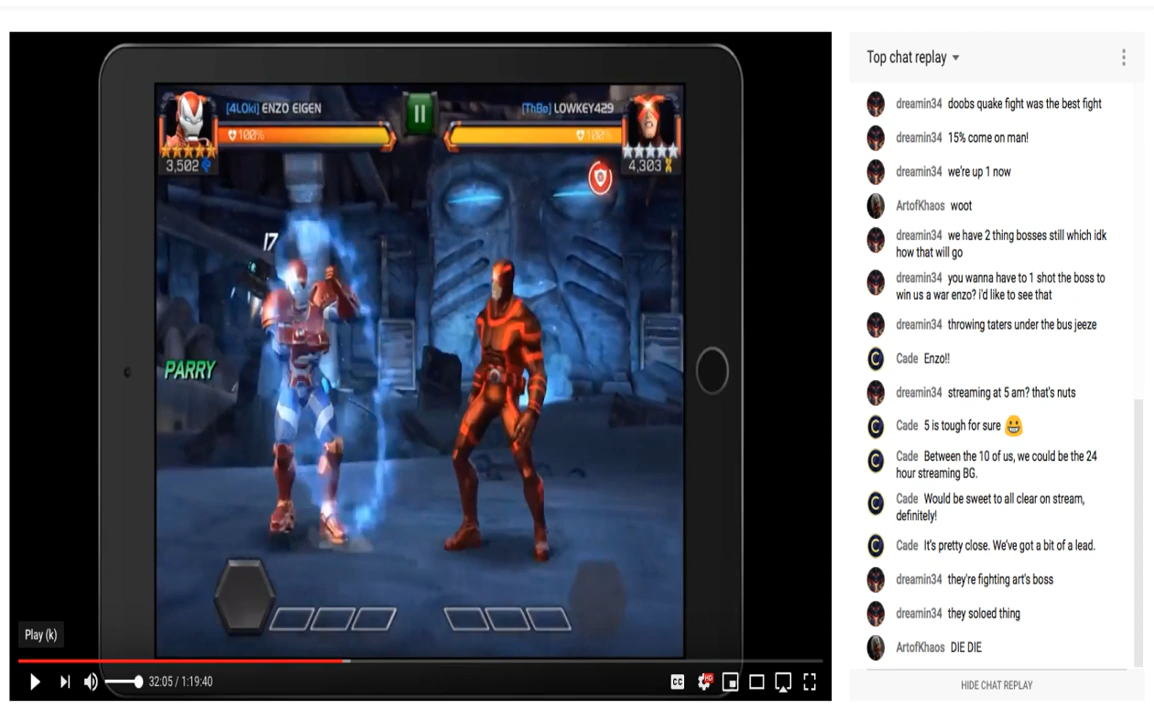 [4LOki] ENZO EIGEN
[ThBø] LOWKEY429
100%
100%
3,502
4,303
17
PARRY
Play (k)
32:05 / 1:19:40
CC
HD
Top chat replay
dreamin34 doobs quake fight was the best fight
dreamin34 15% come on man!
dreamin34 we're up 1 now
ArtofKhaos woot
dreamin34 we have 2 thing bosses still which idk
how that will go
dreamin34 you wanna have to 1 shot the boss to
win us a war enzo? i'd like to see that
dreamin34 throwing taters under the bus jeeze
C
Cade Enzo!!
dreamin34 streaming at 5 am? that's nuts
C
Cade 5 is tough for sure 😀
C
Cade Between the 10 of us, we could be the 24
hour streaming BG.
C
Cade Would be sweet to all clear on stream,
definitely!
C
Cade It's pretty close. We've got a bit of a lead.
dreamin34 they're fighting art's boss
dreamin34 they soloed thing
ArtofKhaos DIE DIE
HIDE CHAT REPLAY